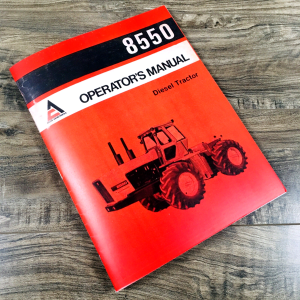 8550
OPERATOR'S MANUAL
Diesel Tractor